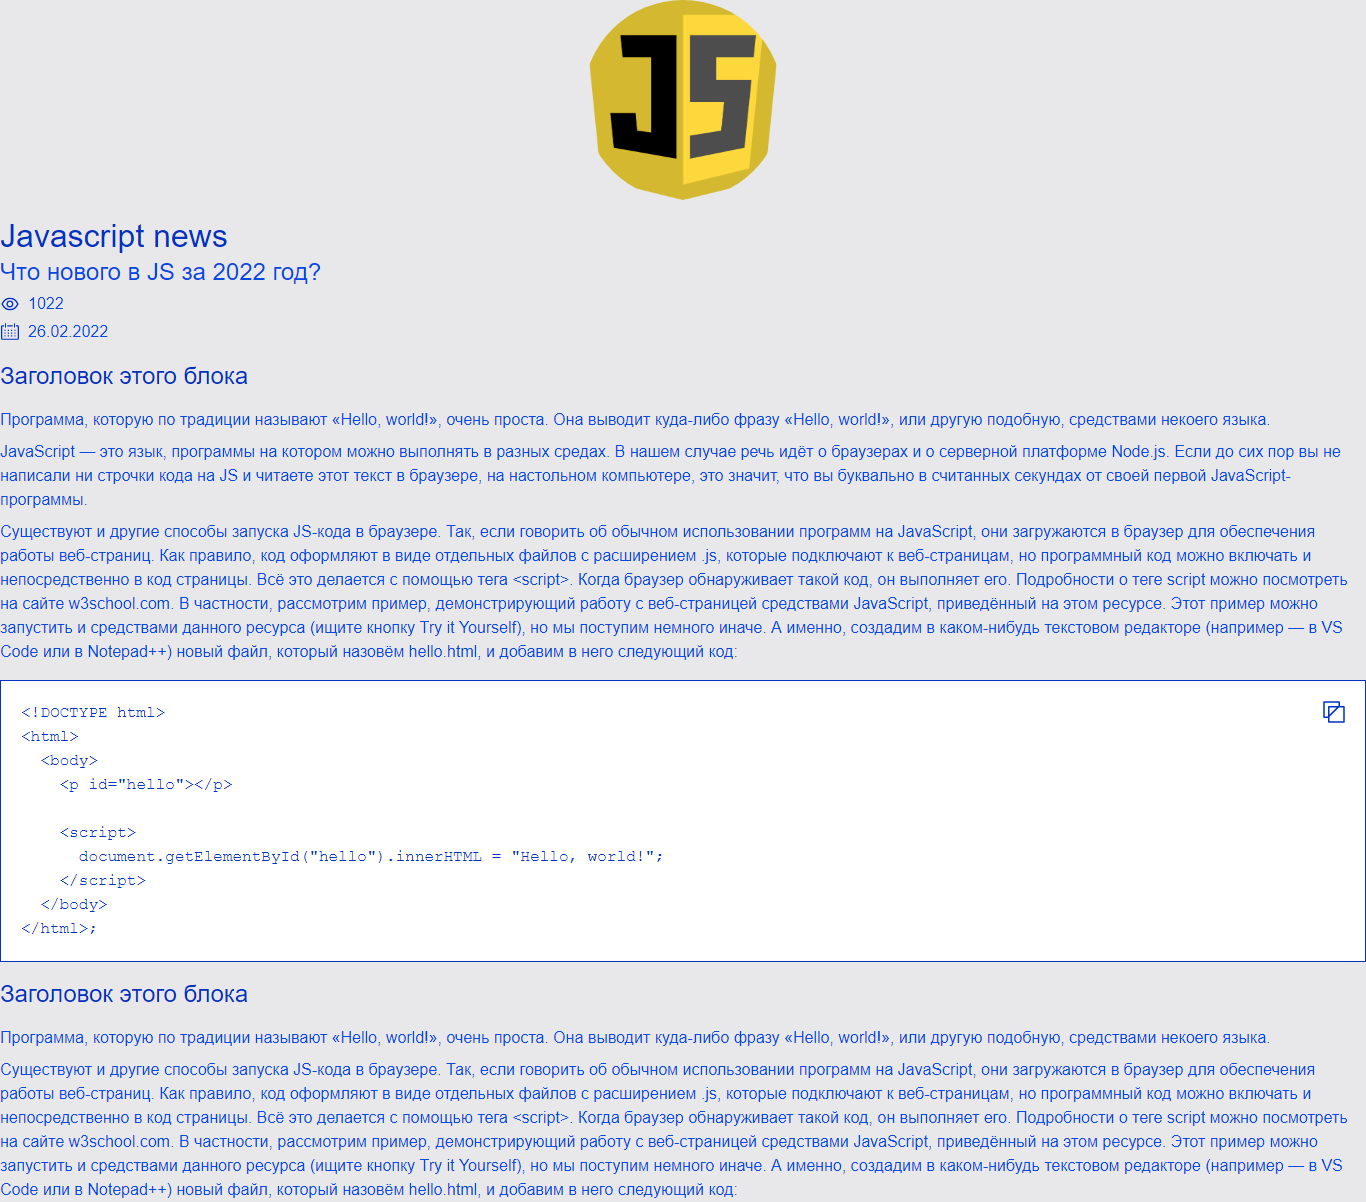 JS
Javascript news
Что нового в JS за 2022 год?
1022
26.02.2022
Заголовок этого блока
Программа, которую по традиции называют «Hello, world!», очень проста. Она выводит куда-либо фразу «Hello, world!», или другую подобную, средствами некоего языка.
JavaScript — это язык, программы на котором можно выполнять в разных средах. В нашем случае речь идёт о браузерах и о серверной платформе Node.js. Если до сих пор вы не
написали ни строчки кода на JS и читаете этот текст в браузере, на настольном компьютере, это значит, что вы буквально в считанных секундах от своей первой JavaScript-
программы.
Существуют и другие способы запуска JS-кода в браузере. Так, если говорить об обычном использовании программ на JavaScript, они загружаются в браузер для обеспечения
работы веб-страниц. Как правило, код оформляют в виде отдельных файлов с расширением .js, которые подключают к веб-страницам, но программный код можно включать и
непосредственно в код страницы. Всё это делается с помощью тега <script>. Когда браузер обнаруживает такой код, он выполняет его. Подробности о теге script можно посмотреть
на сайте w3school.com. В частности, рассмотрим пример, демонстрирующий работу с веб-страницей средствами JavaScript, приведённый на этом ресурсе. Этот пример можно
запустить и средствами данного ресурса (ищите кнопку Try it Yourself), но мы поступим немного иначе. А именно, создадим в каком-нибудь текстовом редакторе (например — в VS
Code или в Notepad++) новый файл, который назовём hello.html, и добавим в него следующий код:
<!DOCTYPE html>
<html>
  <body>
    <p id="hello"></p>

    <script>
      document.getElementById("hello").innerHTML = "Hello, world!";
    </script>
  </body>
</html>;
Заголовок этого блока
Программа, которую по традиции называют «Hello, world!», очень проста. Она выводит куда-либо фразу «Hello, world!», или другую подобную, средствами некоего языка.
Существуют и другие способы запуска JS-кода в браузере. Так, если говорить об обычном использовании программ на JavaScript, они загружаются в браузер для обеспечения
работы веб-страниц. Как правило, код оформляют в виде отдельных файлов с расширением .js, которые подключают к веб-страницам, но программный код можно включать и
непосредственно в код страницы. Всё это делается с помощью тега <script>. Когда браузер обнаруживает такой код, он выполняет его. Подробности о теге script можно посмотреть
на сайте w3school.com. В частности, рассмотрим пример, демонстрирующий работу с веб-страницей средствами JavaScript, приведённый на этом ресурсе. Этот пример можно
запустить и средствами данного ресурса (ищите кнопку Try it Yourself), но мы поступим немного иначе. А именно, создадим в каком-нибудь текстовом редакторе (например — в VS
Code или в Notepad++) новый файл, который назовём hello.html, и добавим в него следующий код: